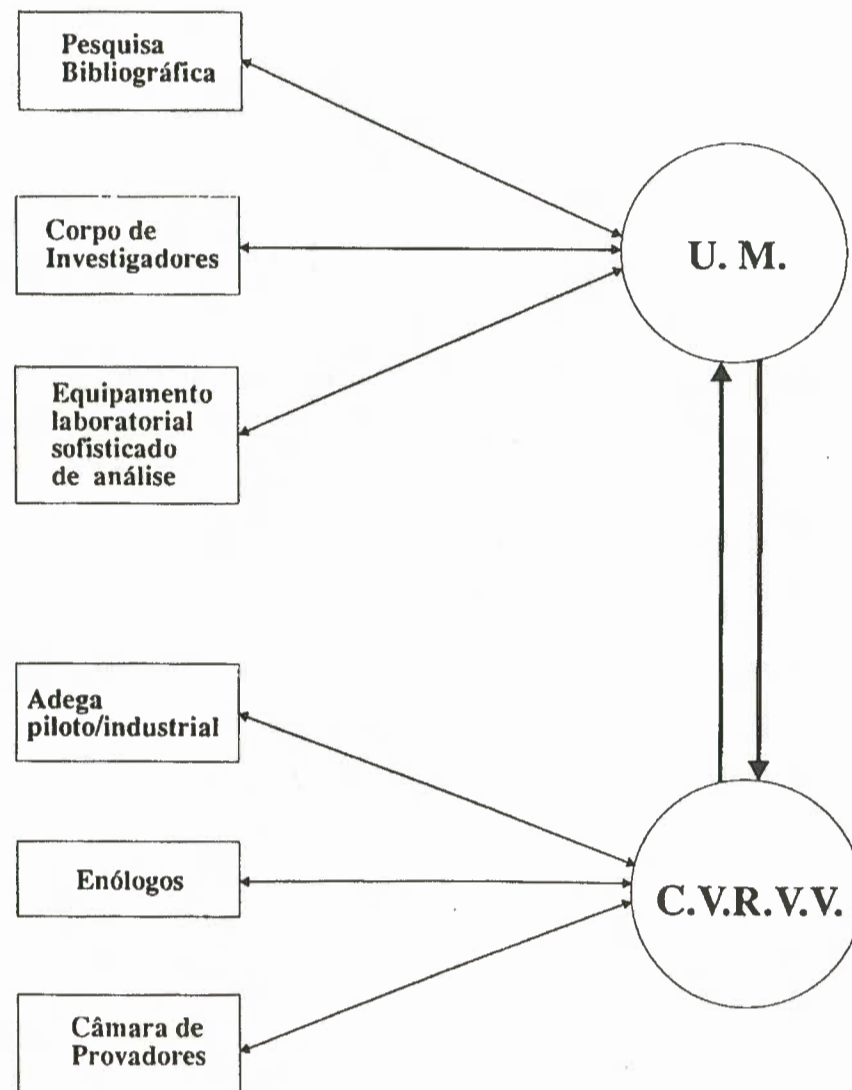 Pesquisa
Bibliográfica
Corpo de
Investigadores
U. M.
Equipamento
laboratorial
sofisticado
de análise
Adega
piloto/industrial
Enólogos
C.V.R.V.V.
Câmara de
Provadores